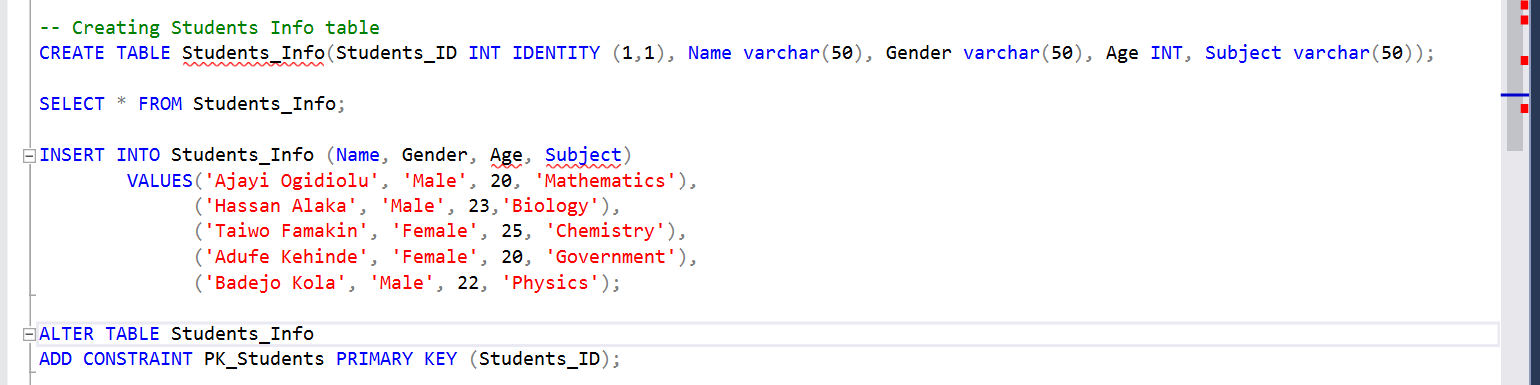 -- Creating Students Info table
CREATE TABLE Students_Info(Students_ID INT IDENTITY (1,1), Name varchar(50), Gender varchar(50), Age INT, Subject varchar(50));
SELECT * FROM Students_Info;
INSERT INTO Students_Info (Name, Gender, Age, Subject)
VALUES('Ajayi Ogidiolu', 'Male', 20, 'Mathematics'),
('Hassan Alaka', 'Male', 23,'Biology'),
('Taiwo Famakin', 'Female', 25, 'Chemistry'),
('Adufe Kehinde', 'Female', 20, 'Government'),
('Badejo Kola', 'Male', 22, 'Physics');
ALTER TABLE Students_Info
ADD CONSTRAINT PK_Students PRIMARY KEY (Students_ID);